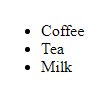 • Coffee
• Tea
• Milk